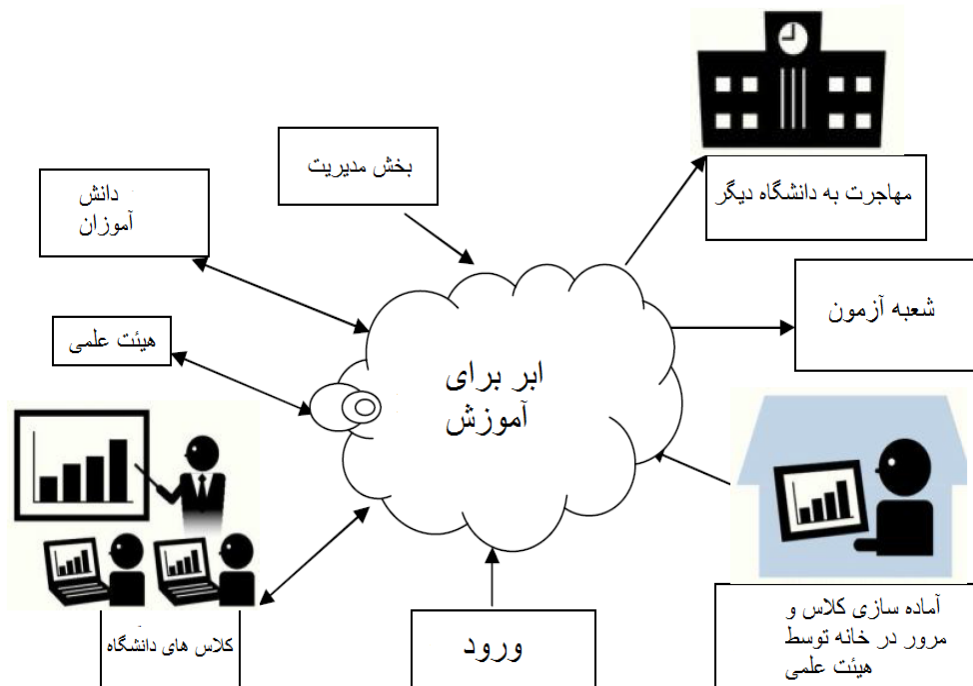 مهاجرت به دانشگاه دیگر
بخش مدیریت
دانش
آموزان
شعبه آزمون
هیئت علمی
ابر برای
آموزش
آماده سازی کلاس و
مرور در خانه توسط
هیئت علمی
کلاس های دانشگاه
ورود